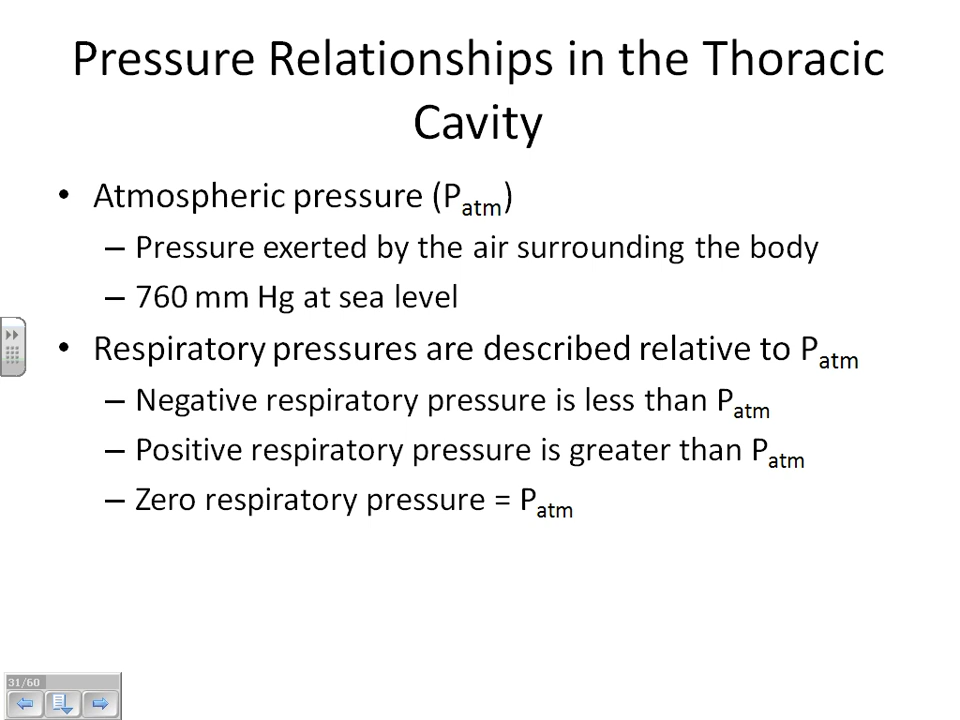 Pressure Relationships in the Thoracic
Cavity
• Atmospheric pressure (Patm)
– Pressure exerted by the air surrounding the body
– 760 mm Hg at sea level
• Respiratory pressures are described relative to Patm
– Negative respiratory pressure is less than Patm
– Positive respiratory pressure is greater than Patm
– Zero respiratory pressure = Patm
31/60